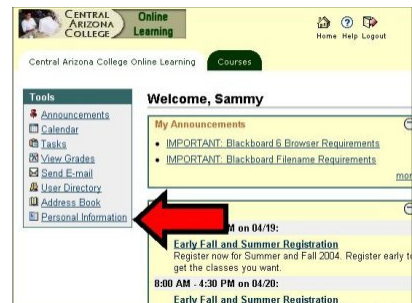 CENTRAL
ARIZONA
COLLEGE
Online
Learning
Home Help Logout
Central Arizona College Online Learning
Courses
Tools
Announcements
Calendar
Tasks
View Grades
Send E-mail
User Directory
Address Book
Personal Information
Welcome, Sammy
My Announcements
IMPORTANT: Blackboard 6 Browser Requirements
IMPORTANT: Blackboard Filename Requirements
on 04/19:
Early Fall and Summer Registration
Register now for Summer and Fall 2004. Register early to
get the classes you want.
8:00 AM - 4:30 PM on 04/20:
Early Fall and Summer Registration